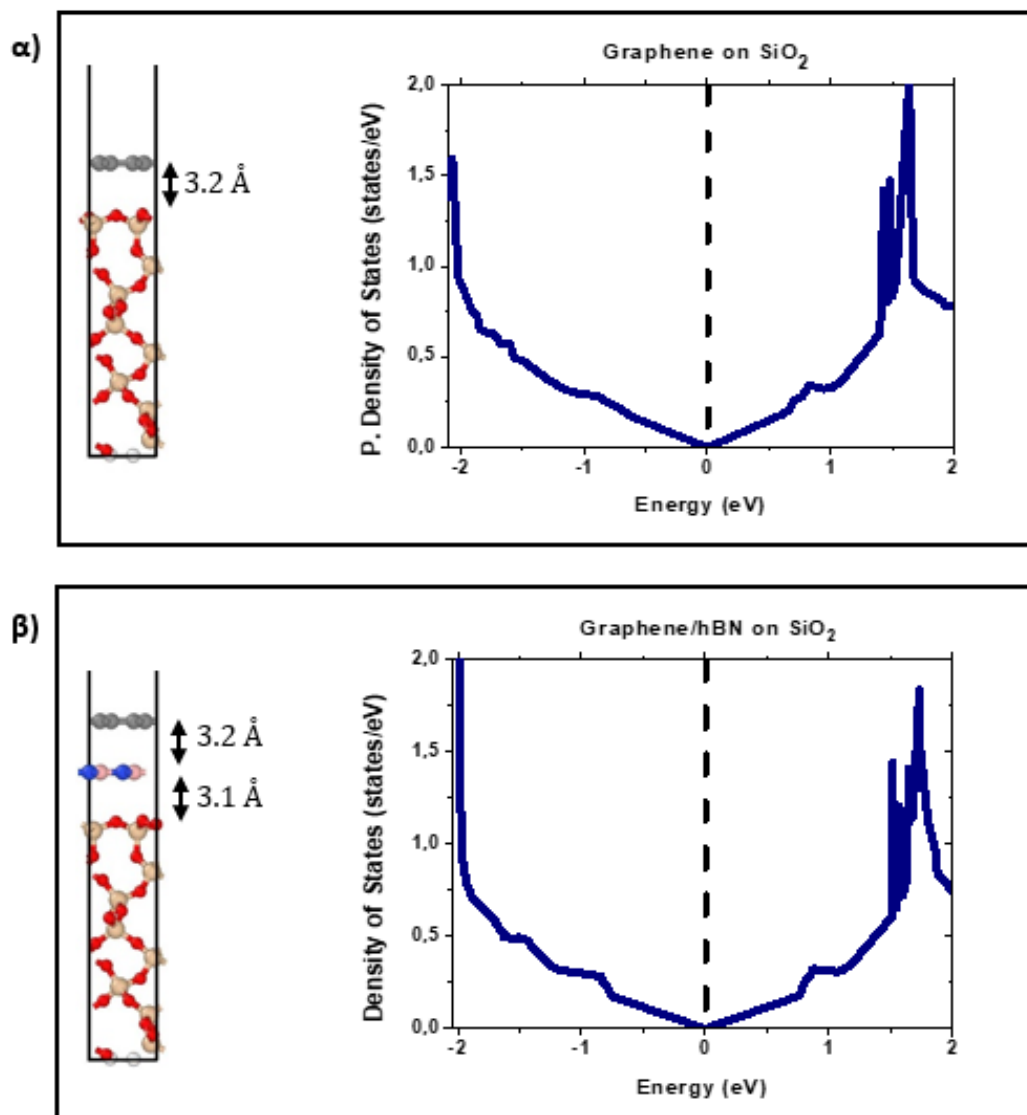 α)
Graphene on SiO₂
3.2 Å
P. Density of States (states/eV)
2,0
1,5
1,0
0,5
0,0
-2
-1
0
1
2
Energy (eV)
β)
Graphene/hBN on SiO₂
3.2 Å
3.1 Å
Density of States (states/eV)
2,0
1,5
1,0
0,5
0,0
-2
-1
0
1
2
Energy (eV)